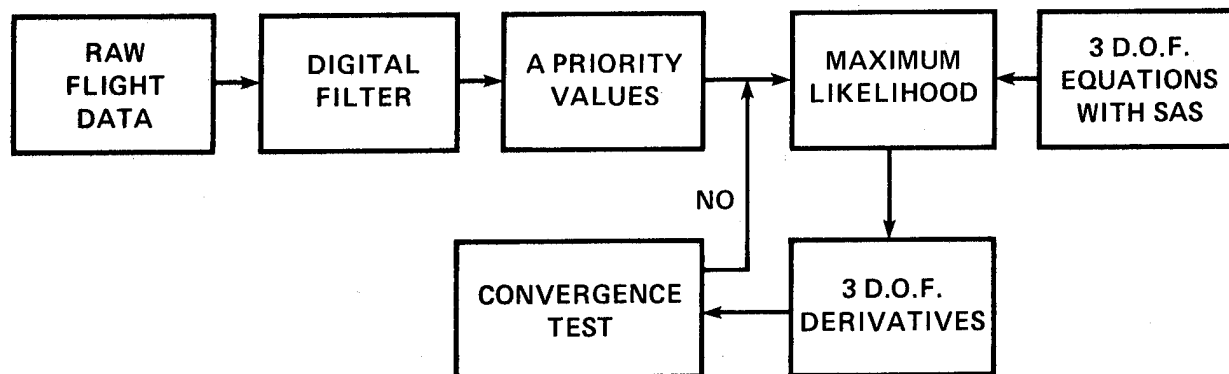 RAW
FLIGHT
DATA
DIGITAL
FILTER
A PRIORITY
VALUES
MAXIMUM
LIKELIHOOD
3 D.O.F.
EQUATIONS
WITH SAS
NO
CONVERGENCE
TEST
3 D.O.F.
DERIVATIVES